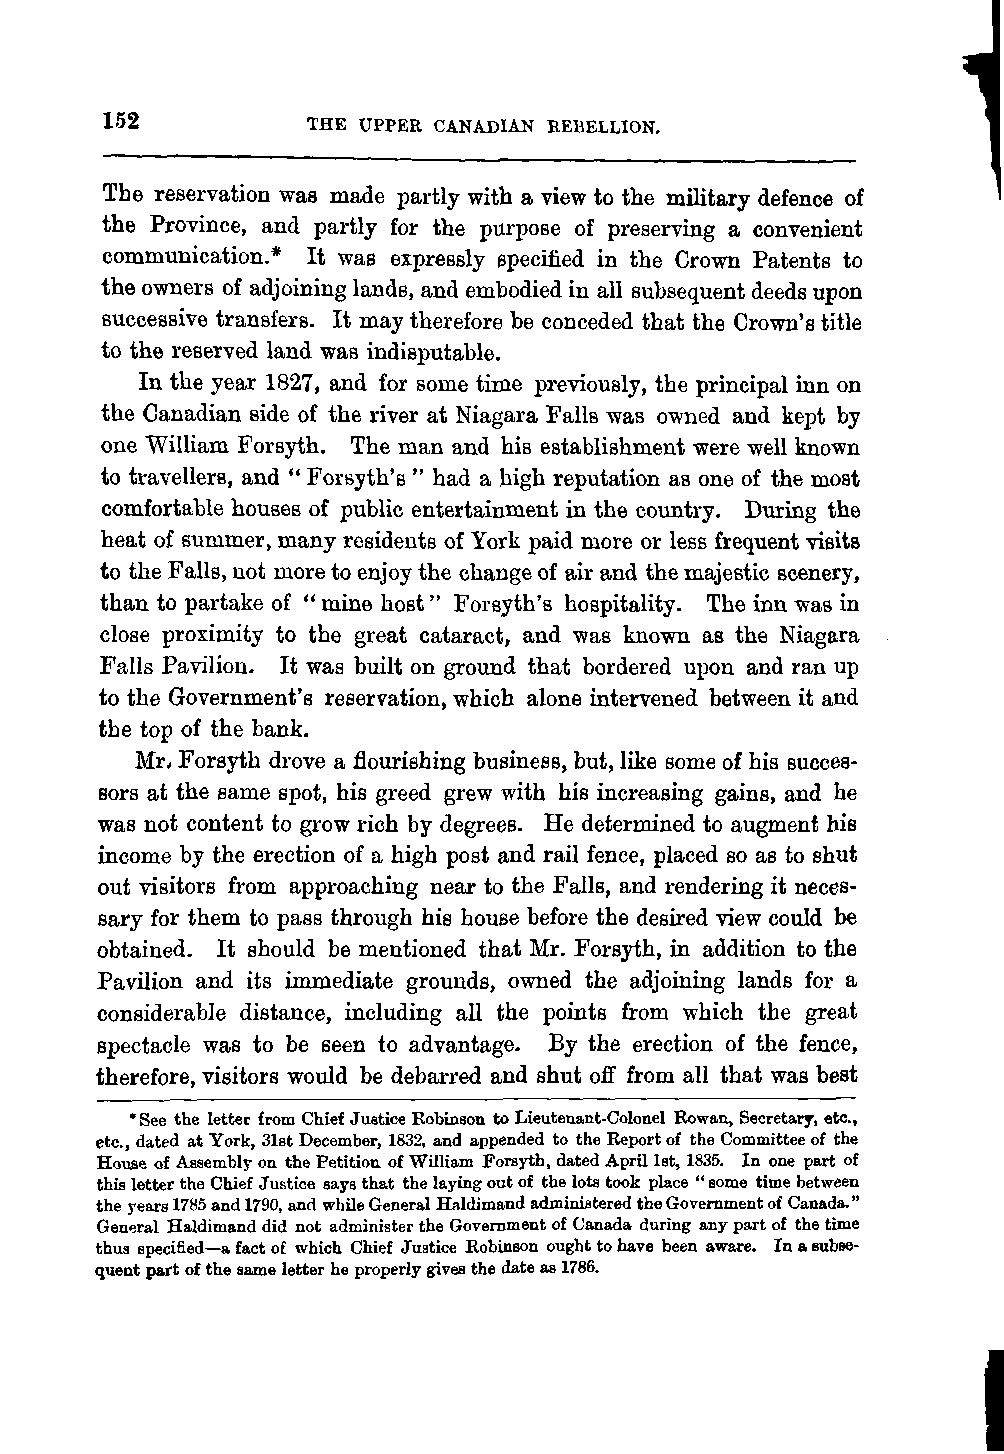 152 THE UPPER CANADIAN REBELLION.
The reservation was made partly with a view to the military defence of
the Province, and partly for the purpose of preserving a convenient
communication.* It was expressly specified in the Crown Patents to
the owners of adjoining lands, and embodied in all subsequent deeds upon
successive transfers. It may therefore be conceded that the Crown's title
to the reserved land was indisputable.
In the year 1827, and for some time previously, the principal inn on
the Canadian side of the river at Niagara Falls was owned and kept by
one William Forsyth. The man and his establishment were well known
to travellers, and "Forsyth's" had a high reputation as one of the most
comfortable houses of public entertainment in the country. During the
heat of summer, many residents of York paid more or less frequent visits
to the Falls, not more to enjoy the change of air and the majestic scenery,
than to partake of "mine host" Forsyth's hospitality. The inn was in
close proximity to the great cataract, and was known as the Niagara
Falls Pavilion. It was built on ground that bordered upon and ran up
to the Government's reservation, which alone intervened between it and
the top of the bank.
Mr. Forsyth drove a flourishing business, but, like some of his succes-
sors at the same spot, his greed grew with his increasing gains, and he
was not content to grow rich by degrees. He determined to augment his
income by the erection of a high post and rail fence, placed so as to shut
out visitors from approaching near to the Falls, and rendering it neces-
sary for them to pass through his house before the desired view could be
obtained. It should be mentioned that Mr. Forsyth, in addition to the
Pavilion and its immediate grounds, owned the adjoining lands for a
considerable distance, including all the points from which the great
spectacle was to be seen to advantage. By the erection of the fence,
therefore, visitors would be debarred and shut off from all that was best
*See the letter from Chief Justice Robinson to Lieutenant-Colonel Rowan, Secretary, etc.,
etc., dated at York, 31st December, 1832, and appended to the Report of the Committee of the
House of Assembly on the Petition of William Forsyth, dated April 1st, 1835. In one part of
this letter the Chief Justice says that the laying out of the lots took place "some time between
the years 1785 and 1790, and while General Haldimand administered the Government of Canada."
General Haldimand did not administer the Government of Canada during any part of the time
thus specified—a fact of which Chief Justice Robinson ought to have been aware. In a subse-
quent part of the same letter he properly gives the date as 1786.